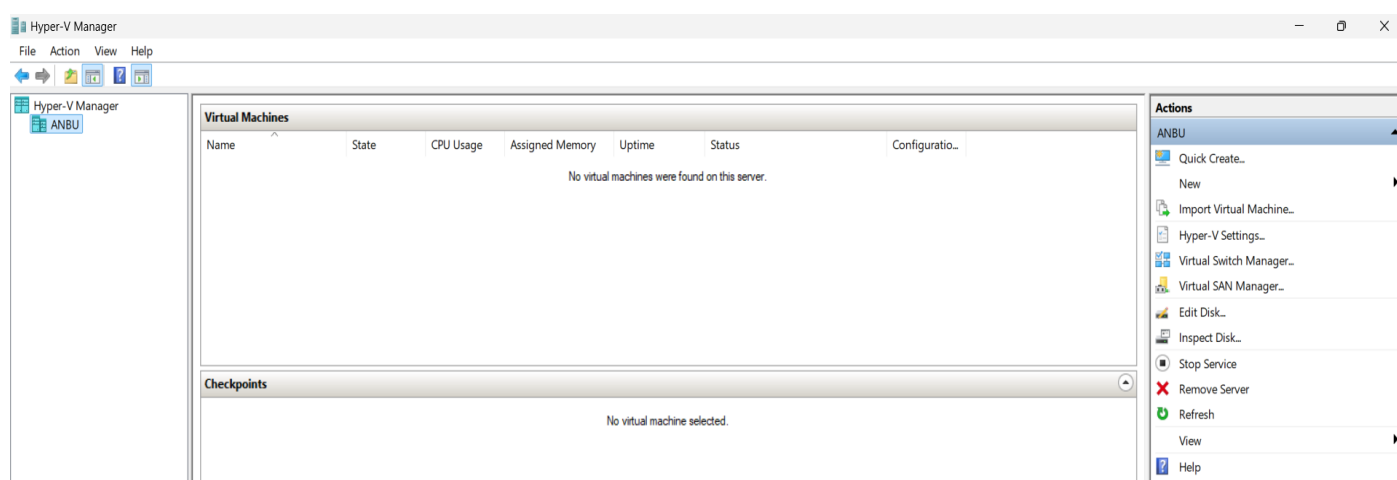 Hyper-V Manager
File Action View Help
Hyper-V Manager
ANBU
Virtual Machines
Name State CPU Usage Assigned Memory Uptime Status Configuratio...
No virtual machines were found on this server.
Checkpoints
No virtual machine selected.
Actions
ANBU
Quick Create...
New
Import Virtual Machine...
Hyper-V Settings...
Virtual Switch Manager...
Virtual SAN Manager...
Edit Disk...
Inspect Disk...
Stop Service
Remove Server
Refresh
View
Help